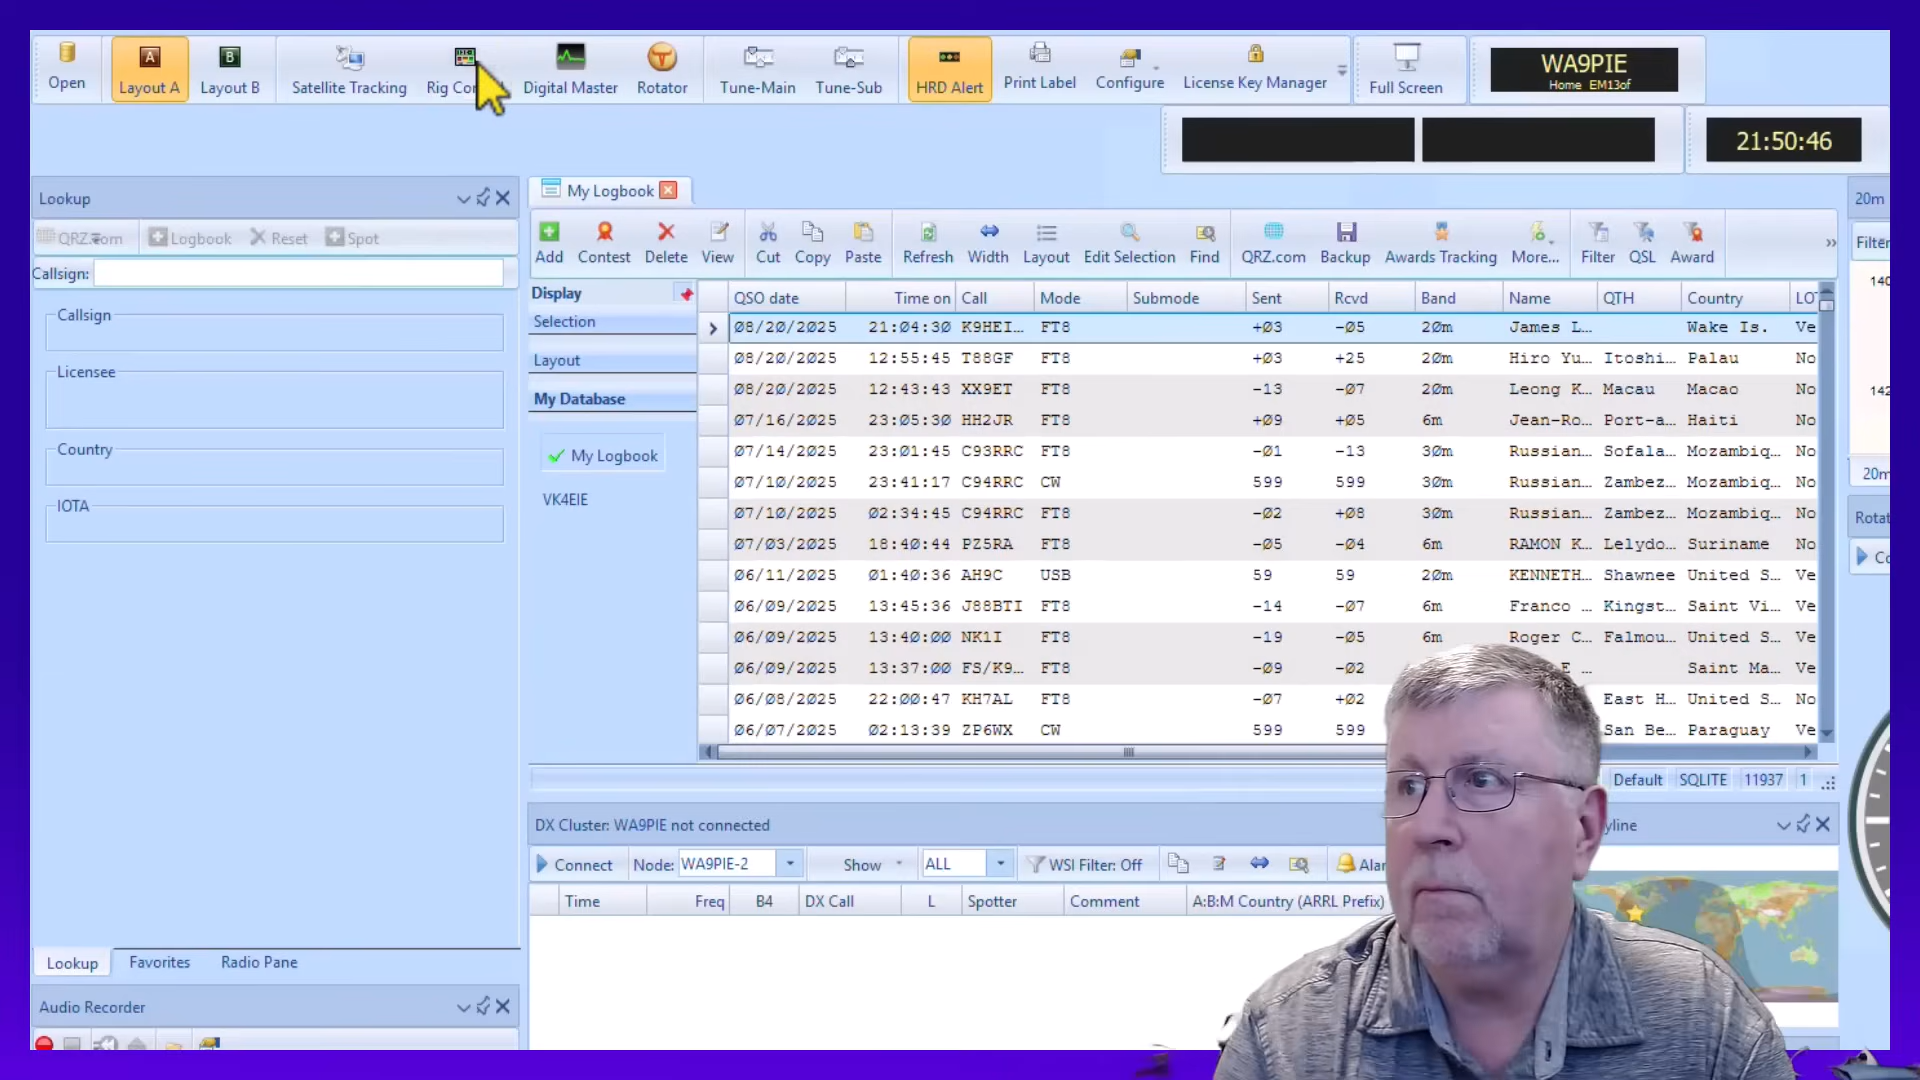 Open
Layout A
Layout B
Satellite Tracking
Rig Co
Digital Master
Rotator
Tune-Main
Tune-Sub
HRD Alert
Print Label
Configure
License Key Manager
Full Screen
WA9PIE
Home EM13of
21:50:46
Lookup
QRZ.com Logbook Reset Spot
Callsign:
Callsign
Licensee
Country
IOTA
Lookup Favorites Radio Pane
Audio Recorder
My Logbook
Add Contest Delete View Cut Copy Paste Refresh Width Layout Edit Selection Find QRZ.com Backup Awards Tracking More... Filter QSL Award
Display
Selection
Layout
My Database
My Logbook
VK4EIE
QSO date Time on Call Mode Submode Sent Rcvd Band Name QTH Country LO
08/20/2025 21:04:30 K9HEI... FT8 +03 -05 20m James L... Wake Is. Ve
08/20/2025 12:55:45 T88GF FT8 +03 +25 20m Hiro Yu... Itoshi... Palau No
08/20/2025 12:43:43 XX9ET FT8 -13 -07 20m Leong K... Macau Macao No
07/16/2025 23:05:30 HH2JR FT8 +09 +05 6m Jean-Ro... Port-a... Haiti No
07/14/2025 23:01:45 C93RRC FT8 -01 -13 30m Russian... Sofala... Mozambiq... No
07/10/2025 23:41:17 C94RRC CW 599 599 30m Russian... Zambez... Mozambiq... No
07/10/2025 02:34:45 C94RRC FT8 -02 +08 30m Russian... Zambez... Mozambiq... No
07/03/2025 18:40:44 PZ5RA FT8 -05 -04 6m RAMON K... Lelydo... Suriname No
06/11/2025 01:40:36 AH9C USB 59 59 20m KENNETH... Shawnee United S... Ve
06/09/2025 13:45:36 J88BTI FT8 -14 -07 6m Franco ... Kingst... Saint Vi... Ve
06/09/2025 13:40:00 NK1I FT8 -19 -05 6m Roger C... Falmou... United S... Ve
06/09/2025 13:37:00 FS/K9... FT8 -09 -02 E ... Saint Ma... Ve
06/08/2025 22:00:47 KH7AL FT8 -07 +02 East H... United S... No
06/07/2025 02:13:39 ZP6WX CW 599 599 San Be... Paraguay Ve
Default SQLITE 11937 1
DX Cluster: WA9PIE not connected
yline
Connect Node: WA9PIE-2 Show ALL WSI Filter: Off Alar
Time Freq B4 DX Call L Spotter Comment A:B:M Country (ARRL Prefix)
20m
Filter
140
142
20m
Rotat
Co